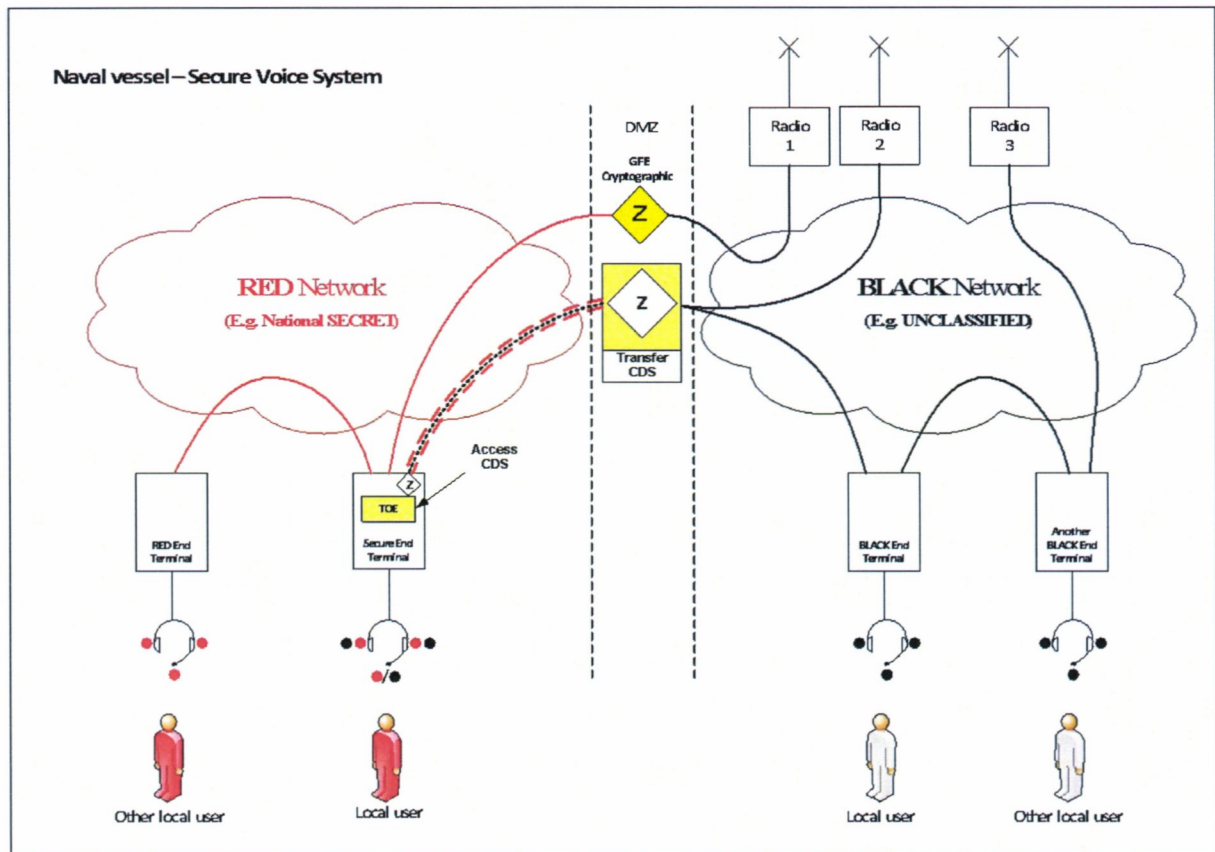 Naval vessel – Secure Voice System
DMZ
GFE
Cryptographic
Z
Radio
1
Radio
2
Radio
3
RED Network
(E.g. National SECRET)
Z
Transfer
CDS
BLACK Network
(E.g. UNCLASSIFIED)
Access
CDS
Z
TOE
RED End
Terminal
Secure End
Terminal
BLACK End
Terminal
Another
BLACK End
Terminal
/
Other local user
Local user
Local user
Other local user